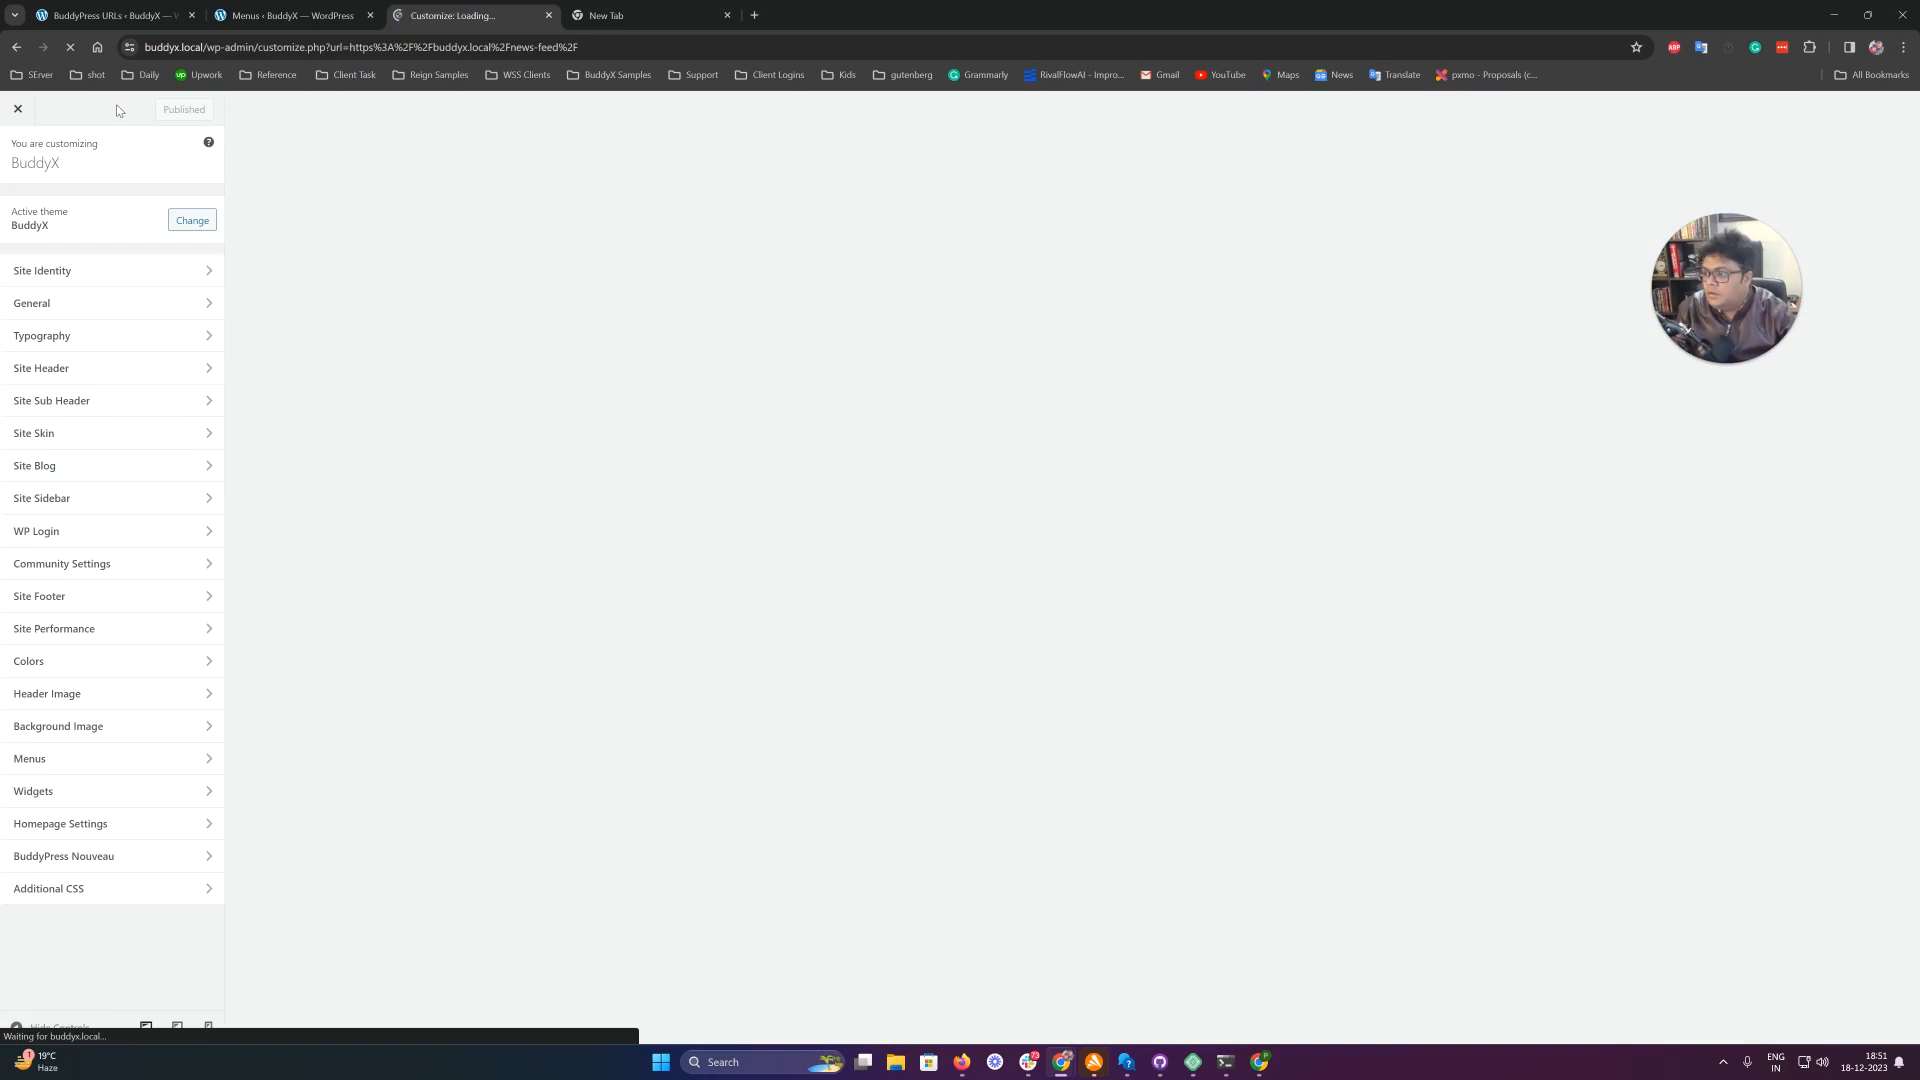 BuddyPress URLs ‹ BuddyX — W
Menus ‹ BuddyX — WordPress
Customize: Loading...
New Tab
buddyx.local/wp-admin/customize.php?url=https%3A%2F%2Fbuddyx.local%2Fnews-feed%2F
ABP
SErver
shot
Daily
up Upwork
Reference
Client Task
Reign Samples
WSS Clients
BuddyX Samples
Support
Client Logins
Kids
gutenberg
Grammarly
RivalFlowAI - Impro...
Gmail
YouTube
Maps
News
Translate
pxmo - Proposals (c...
All Bookmarks
Published
You are customizing
BuddyX
Active theme
BuddyX
Change
Site Identity
General
Typography
Site Header
Site Sub Header
Site Skin
Site Blog
Site Sidebar
WP Login
Community Settings
Site Footer
Site Performance
Colors
Header Image
Background Image
Menus
Widgets
Homepage Settings
BuddyPress Nouveau
Additional CSS
Hide Controls
Waiting for buddyx.local...
1
19°C
Haze
Search
ENG
IN
18:51
18-12-2023